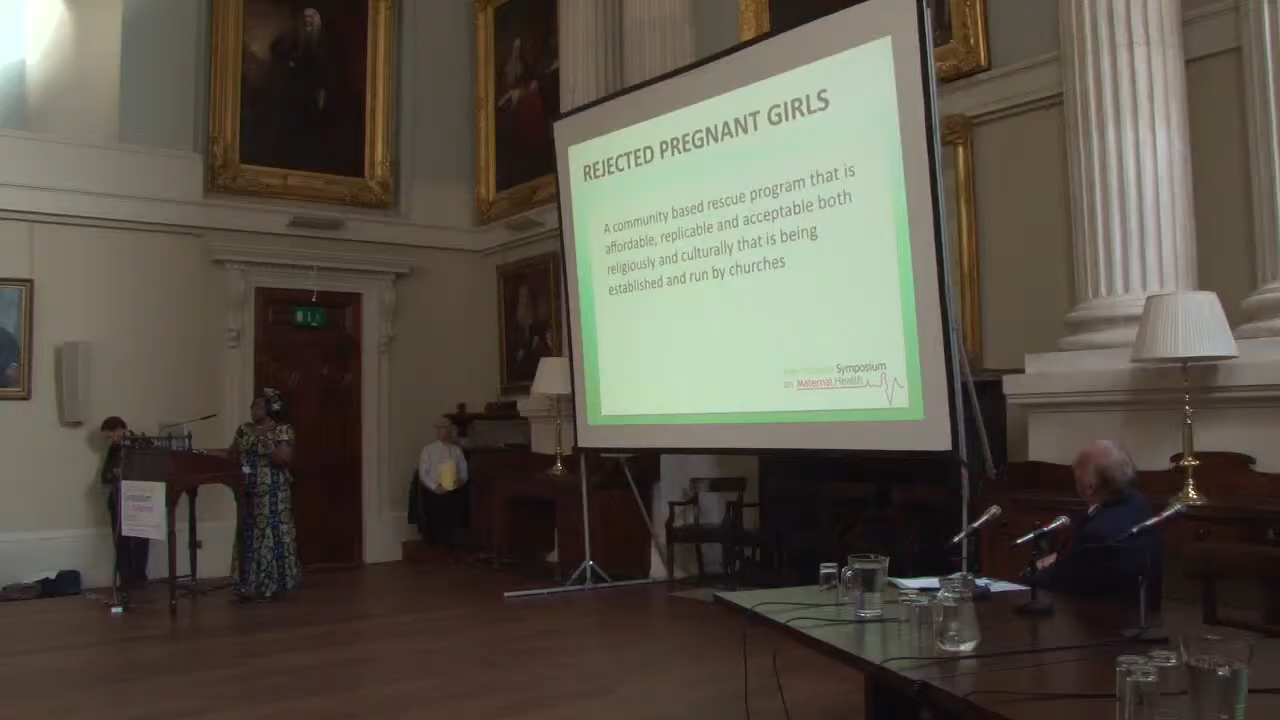 REJECTED PREGNANT GIRLS
A community based rescue program that is
affordable, replicable and acceptable both
religiously and culturally that is being
established and run by churches
Symposium
on Maternal Health
Symposium